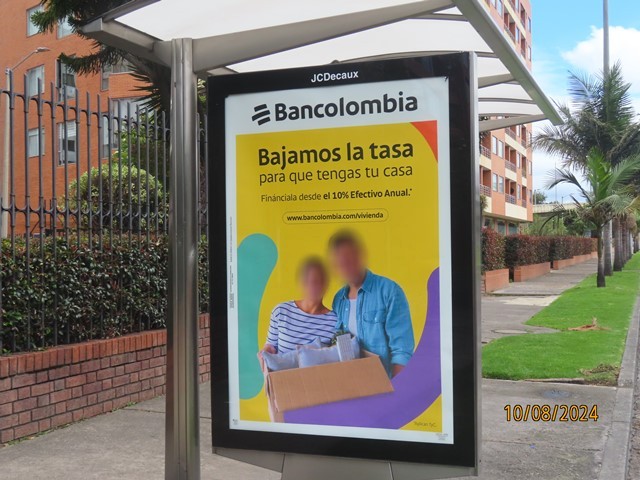 JCDecaux
Bancolombia
Bajamos la tasa
para que tengas tu casa
Fináncialo desde el 10% Efectivo Anual.*
www.bancolombia.com/vivienda
10/08/2024